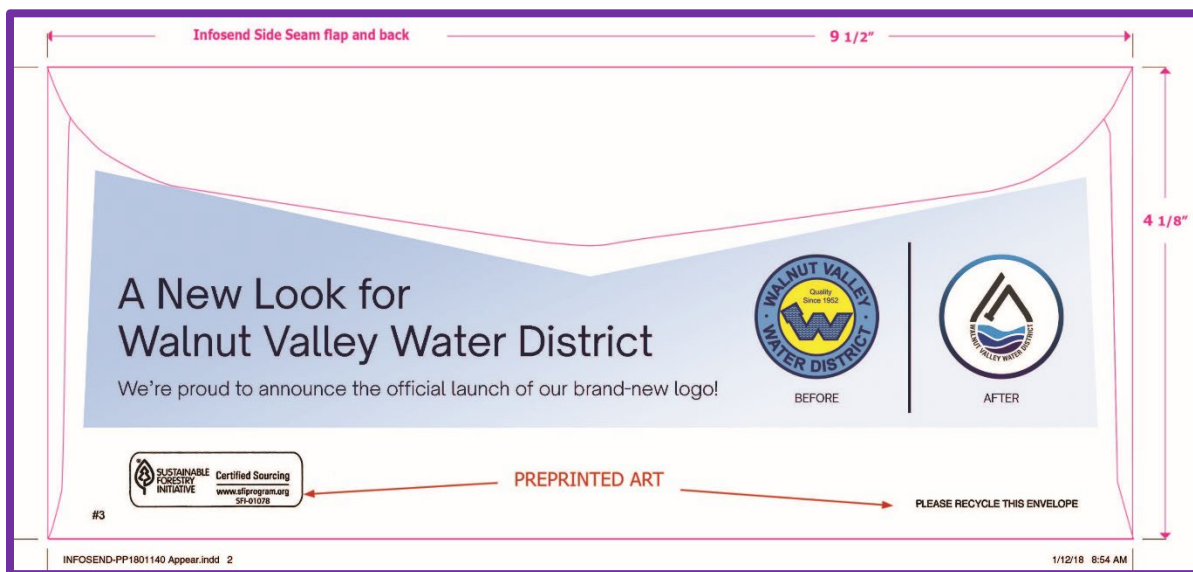 Infosend Side Seam flap and back
9 1/2"
4 1/8"
A New Look for
Walnut Valley Water District
We're proud to announce the official launch of our brand-new logo!
WALNUT VALLEY
Quality
Since 1952
W
WATER DISTRICT
BEFORE
WALNUT VALLEY WATER DISTRICT
AFTER
SUSTAINABLE
FORESTRY
INITIATIVE
Certified Sourcing
www.sfiprogram.org
SFI-01078
PREPRINTED ART
PLEASE RECYCLE THIS ENVELOPE
#3
INFOSEND-PP1801140 Appear.indd 2
1/12/18 8:54 AM